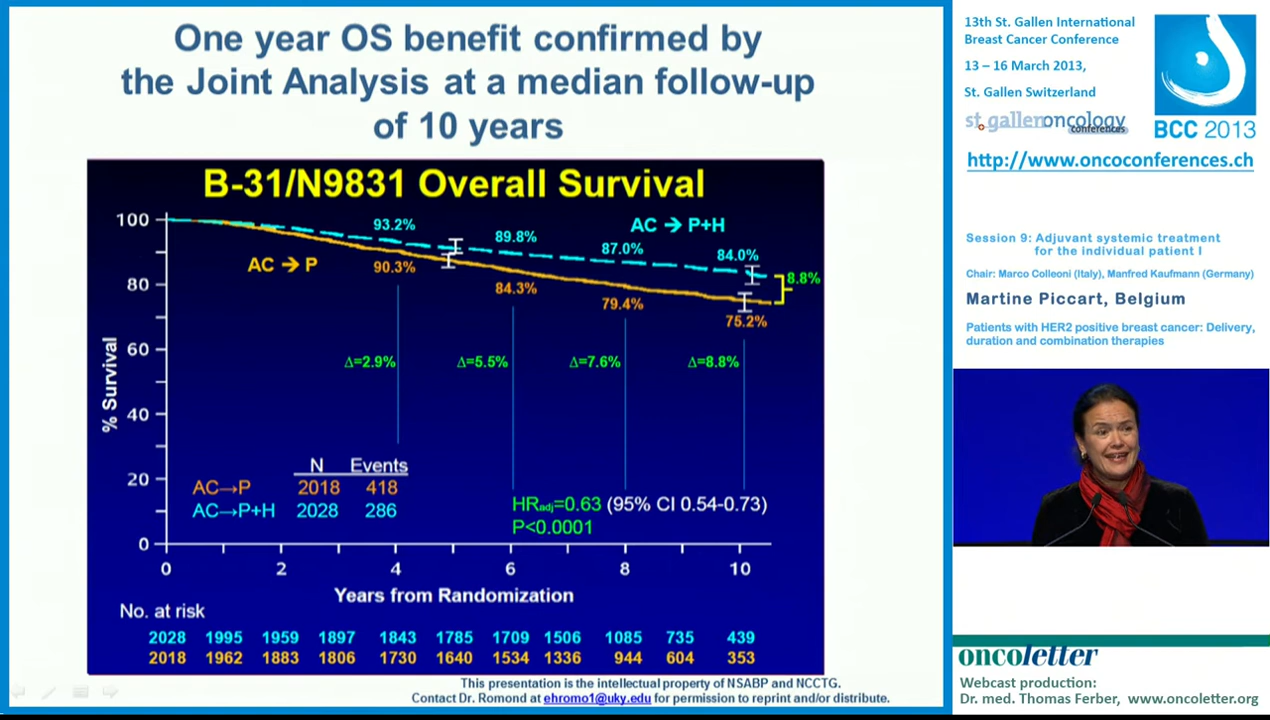 One year OS benefit confirmed by
the Joint Analysis at a median follow-up
of 10 years
B-31/N9831 Overall Survival
100
80
60
40
20
0
% Survival
93.2%
89.8%
87.0%
84.0%
AC → P+H
8.8%
AC → P
90.3%
84.3%
79.4%
75.2%
Δ=2.9%
Δ=5.5%
Δ=7.6%
Δ=8.8%
N Events
AC→P 2018 418
AC→P+H 2028 286
HRadj=0.63 (95% CI 0.54-0.73)
P<0.0001
0 2 4 6 8 10
Years from Randomization
No. at risk
2028 1995 1959 1897 1843 1785 1709 1506 1085 735 439
2018 1962 1883 1806 1730 1640 1534 1336 944 604 353
This presentation is the intellectual property of NSABP and NCCTG.
Contact Dr. Romond at ehromo1@uky.edu for permission to reprint and/or distribute.
13th St. Gallen International
Breast Cancer Conference
13 – 16 March 2013,
St. Gallen Switzerland
st.gallenoncology
conferences
BCC 2013
http://www.oncoconferences.ch
Session 9: Adjuvant systemic treatment
for the individual patient I
Chair: Marco Colleoni (Italy), Manfred Kaufmann (Germany)
Martine Piccart, Belgium
Patients with HER2 positive breast cancer: Delivery,
duration and combination therapies
oncoletter
Webcast production:
Dr. med. Thomas Ferber, www.oncoletter.org